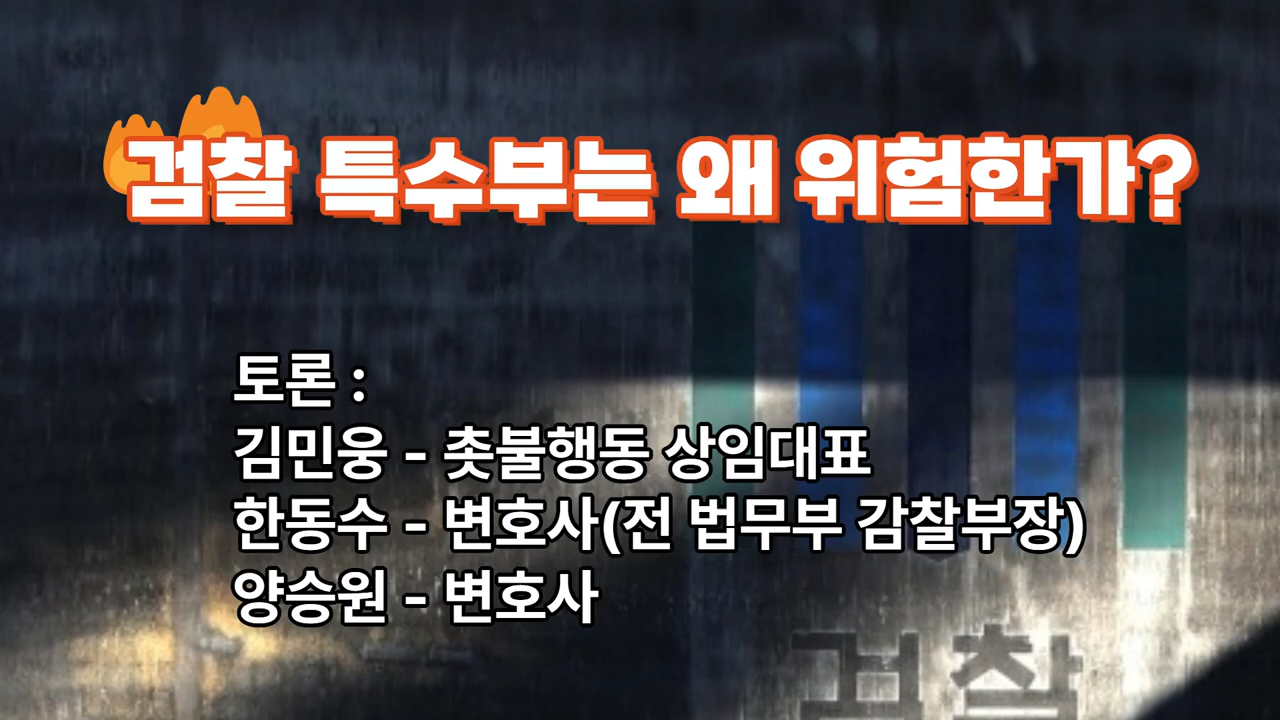 검찰 특수부는 왜 위험한가?
토론 :
김민웅 - 촛불행동 상임대표
한동수 - 변호사(전 법무부 감찰부장)
양승원 - 변호사
검찰